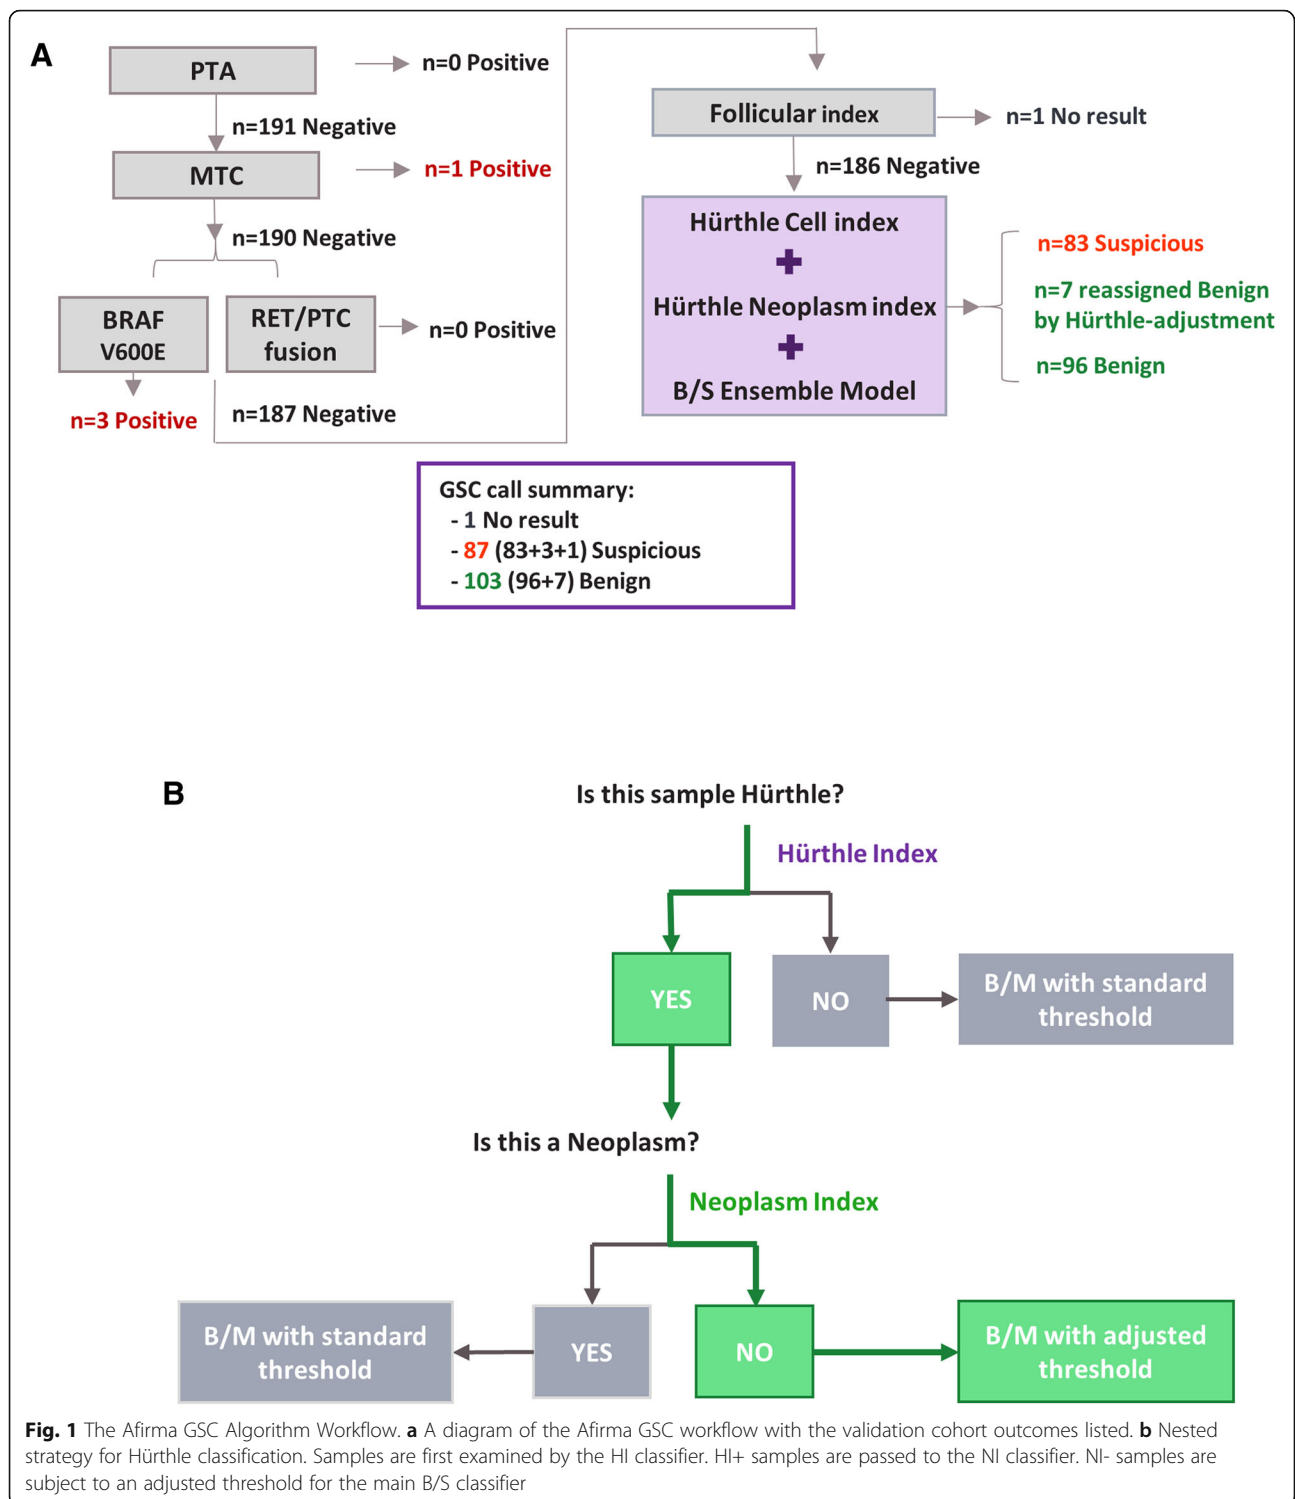 A
PTA
n=0 Positive
n=191 Negative
MTC
n=1 Positive
n=190 Negative
BRAF
V600E
RET/PTC
fusion
n=0 Positive
n=3 Positive
n=187 Negative
Follicular index
n=1 No result
n=186 Negative
Hürthle Cell index
+
Hürthle Neoplasm index
+
B/S Ensemble Model
n=83 Suspicious
n=7 reassigned Benign
by Hürthle-adjustment
n=96 Benign
GSC call summary:
- 1 No result
- 87 (83+3+1) Suspicious
- 103 (96+7) Benign
B
Is this sample Hürthle?
Hürthle Index
YES
NO
B/M with standard
threshold
Is this a Neoplasm?
Neoplasm Index
B/M with standard
threshold
YES
NO
B/M with adjusted
threshold
Fig. 1 The Afirma GSC Algorithm Workflow. a A diagram of the Afirma GSC workflow with the validation cohort outcomes listed. b Nested
strategy for Hürthle classification. Samples are first examined by the HI classifier. HI+ samples are passed to the NI classifier. NI- samples are
subject to an adjusted threshold for the main B/S classifier